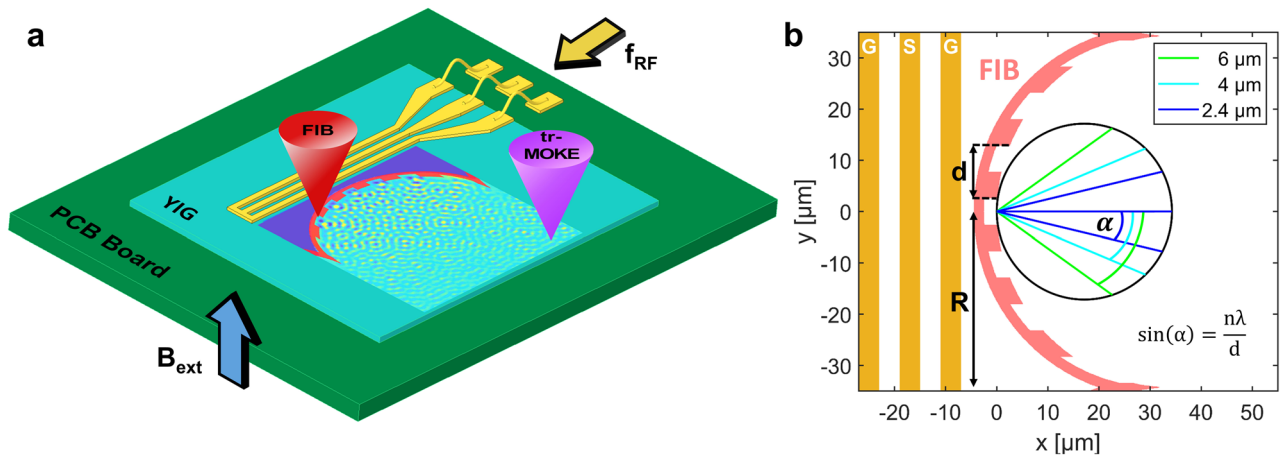 a
f_RF
FIB
tr-
MOKE
YIG
PCB Board
B_ext
b
G S G
FIB
6 µm
4 µm
2.4 µm
30
20
10
0
-10
-20
-30
y [µm]
d
R
α
sin(α) = nλ/d
-20 -10 0 10 20 30 40 50
x [µm]